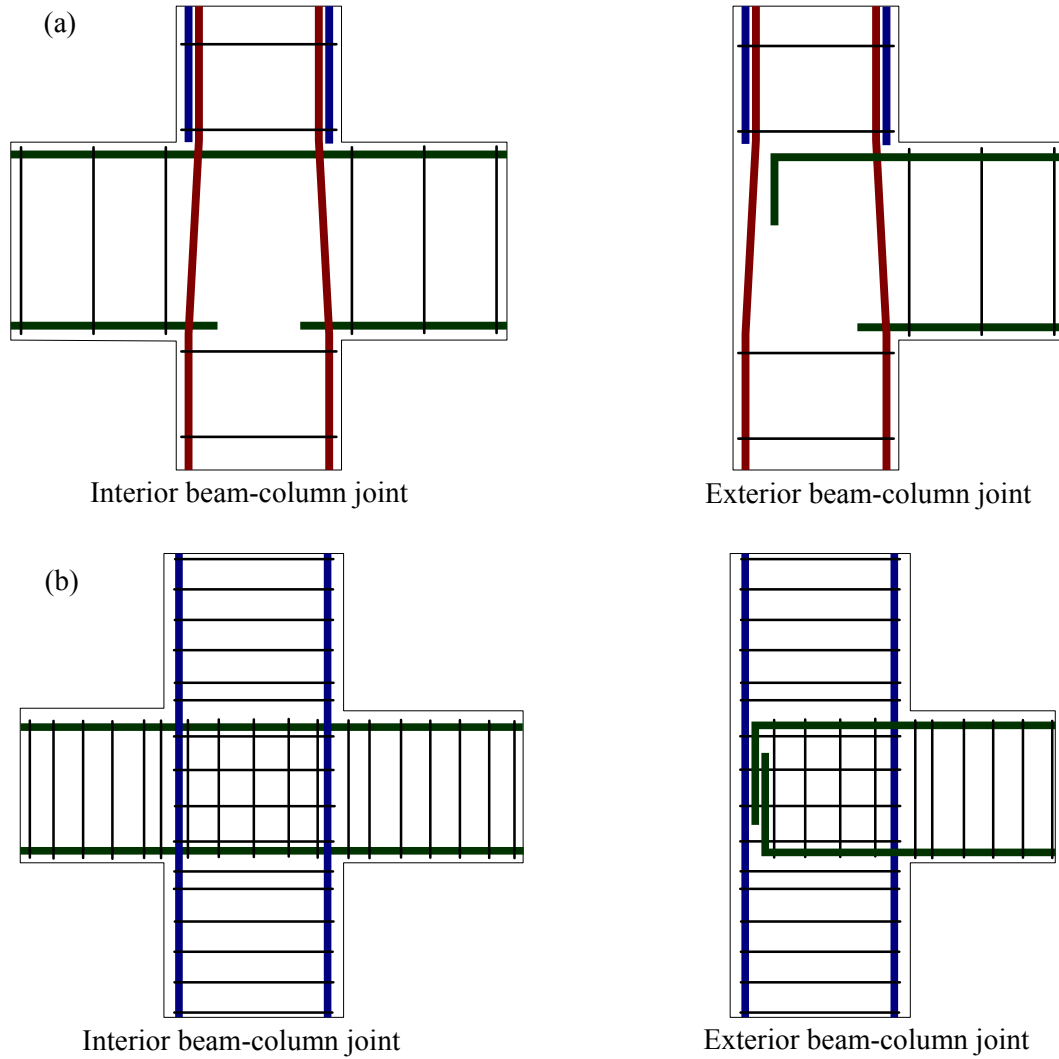 (a)
Interior beam-column joint
Exterior beam-column joint
(b)
Interior beam-column joint
Exterior beam-column joint